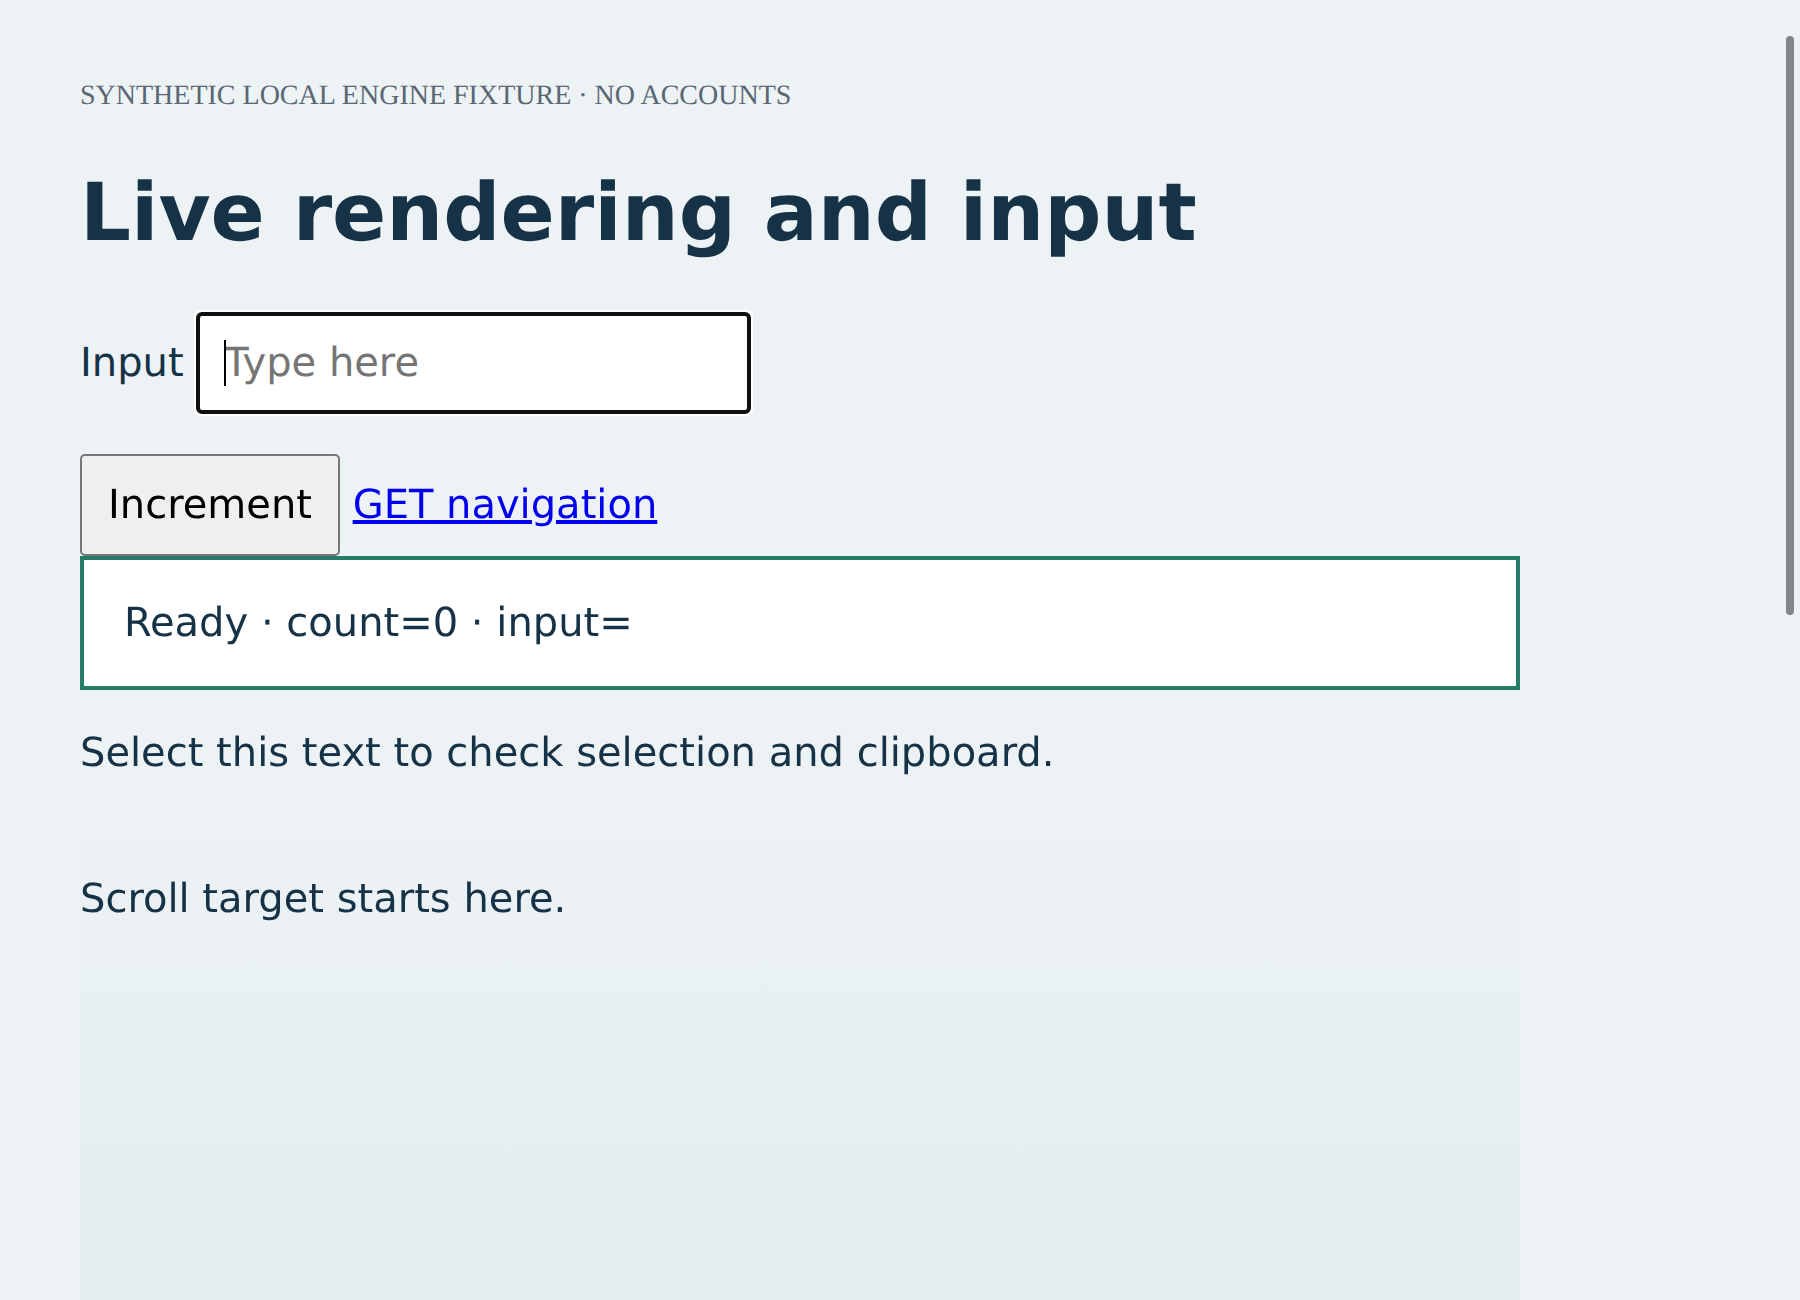 SYNTHETIC LOCAL ENGINE FIXTURE · NO ACCOUNTS
Live rendering and input
Input Type here
Increment GET navigation
Ready · count=0 · input=
Select this text to check selection and clipboard.
Scroll target starts here.